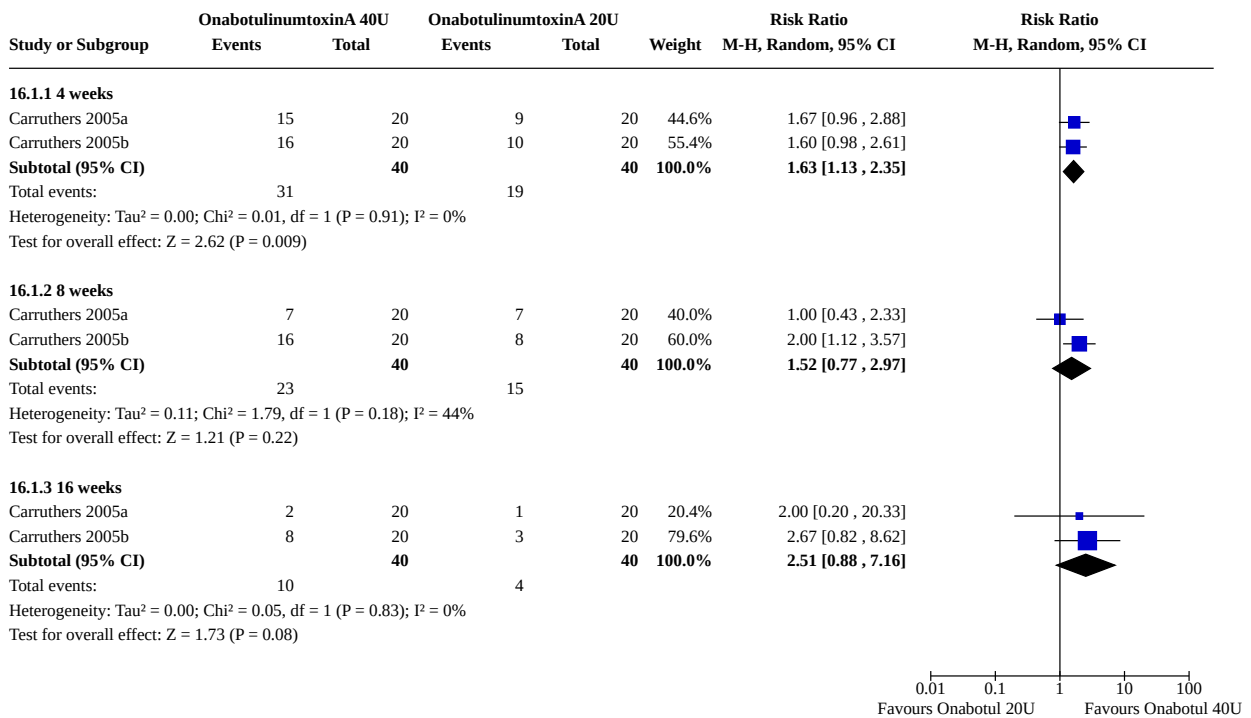 OnabotulinumtoxinA 40U OnabotulinumtoxinA 20U Risk Ratio Risk Ratio
Study or Subgroup Events Total Events Total Weight M-H, Random, 95% CI M-H, Random, 95% CI
16.1.1 4 weeks
Carruthers 2005a 15 20 9 20 44.6% 1.67 [0.96 , 2.88]
Carruthers 2005b 16 20 10 20 55.4% 1.60 [0.98 , 2.61]
Subtotal (95% CI) 40 40 100.0% 1.63 [1.13 , 2.35]
Total events: 31 19
Heterogeneity: Tau² = 0.00; Chi² = 0.01, df = 1 (P = 0.91); I² = 0%
Test for overall effect: Z = 2.62 (P = 0.009)
16.1.2 8 weeks
Carruthers 2005a 7 20 7 20 40.0% 1.00 [0.43 , 2.33]
Carruthers 2005b 16 20 8 20 60.0% 2.00 [1.12 , 3.57]
Subtotal (95% CI) 40 40 100.0% 1.52 [0.77 , 2.97]
Total events: 23 15
Heterogeneity: Tau² = 0.11; Chi² = 1.79, df = 1 (P = 0.18); I² = 44%
Test for overall effect: Z = 1.21 (P = 0.22)
16.1.3 16 weeks
Carruthers 2005a 2 20 1 20 20.4% 2.00 [0.20 , 20.33]
Carruthers 2005b 8 20 3 20 79.6% 2.67 [0.82 , 8.62]
Subtotal (95% CI) 40 40 100.0% 2.51 [0.88 , 7.16]
Total events: 10 4
Heterogeneity: Tau² = 0.00; Chi² = 0.05, df = 1 (P = 0.83); I² = 0%
Test for overall effect: Z = 1.73 (P = 0.08)
0.01 0.1 1 10 100
Favours Onabotul 20U Favours Onabotul 40U